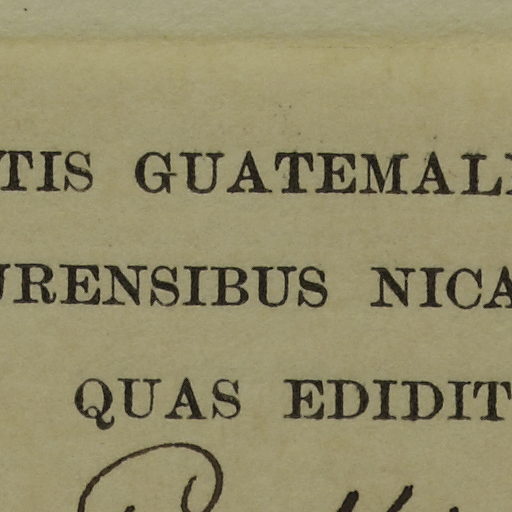 TIS GUATEMAL
URENSIBUS NICA
QUAS EDIDIT